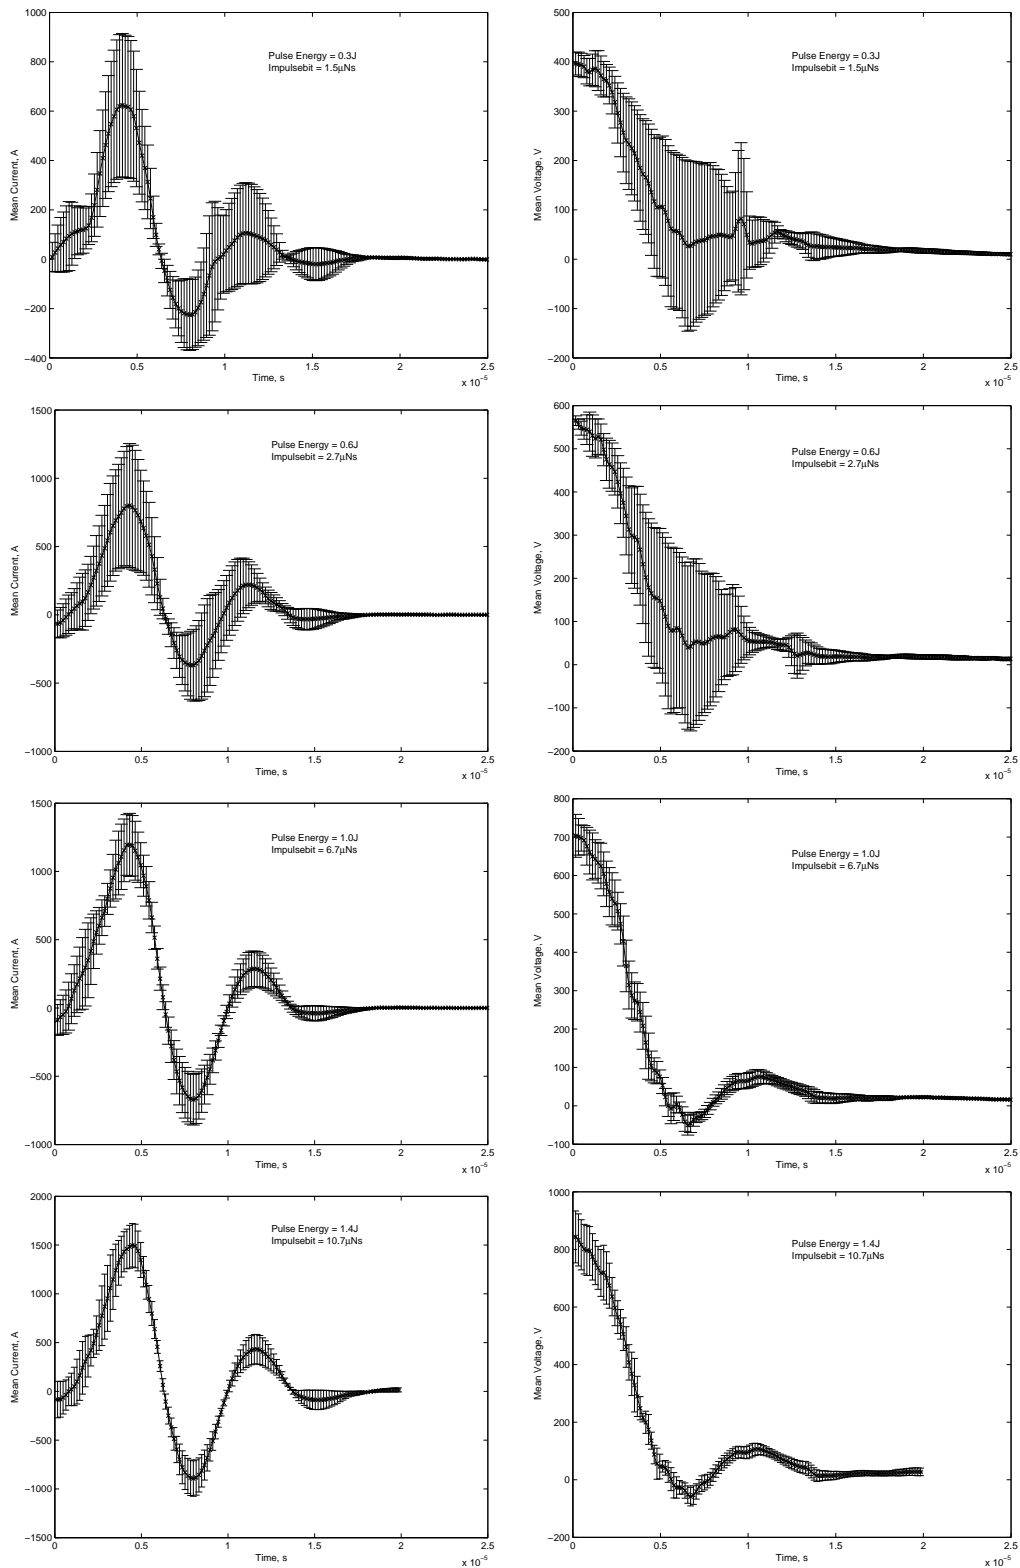 1000
800
600
400
200
0
−200
−400
Mean Current, A
Pulse Energy = 0.3J
Impulsebit = 1.5μNs
0 0.5 1 1.5 2 2.5
Time, s
x 10⁻⁵
500
400
300
200
100
0
−100
−200
Mean Voltage, V
Pulse Energy = 0.3J
Impulsebit = 1.5μNs
0 0.5 1 1.5 2 2.5
Time, s
x 10⁻⁵
1500
1000
500
0
−500
−1000
Mean Current, A
Pulse Energy = 0.6J
Impulsebit = 2.7μNs
0 0.5 1 1.5 2 2.5
Time, s
x 10⁻⁵
600
500
400
300
200
100
0
−100
−200
Mean Voltage, V
Pulse Energy = 0.6J
Impulsebit = 2.7μNs
0 0.5 1 1.5 2 2.5
Time, s
x 10⁻⁵
1500
1000
500
0
−500
−1000
Mean Current, A
Pulse Energy = 1.0J
Impulsebit = 6.7μNs
0 0.5 1 1.5 2 2.5
Time, s
x 10⁻⁵
800
700
600
500
400
300
200
100
0
−100
Mean Voltage, V
Pulse Energy = 1.0J
Impulsebit = 6.7μNs
0 0.5 1 1.5 2 2.5
Time, s
x 10⁻⁵
2000
1500
1000
500
0
−500
−1000
−1500
Mean Current, A
Pulse Energy = 1.4J
Impulsebit = 10.7μNs
0 0.5 1 1.5 2 2.5
Time, s
x 10⁻⁵
1000
800
600
400
200
0
−200
Mean Voltage, V
Pulse Energy = 1.4J
Impulsebit = 10.7μNs
0 0.5 1 1.5 2 2.5
Time, s
x 10⁻⁵